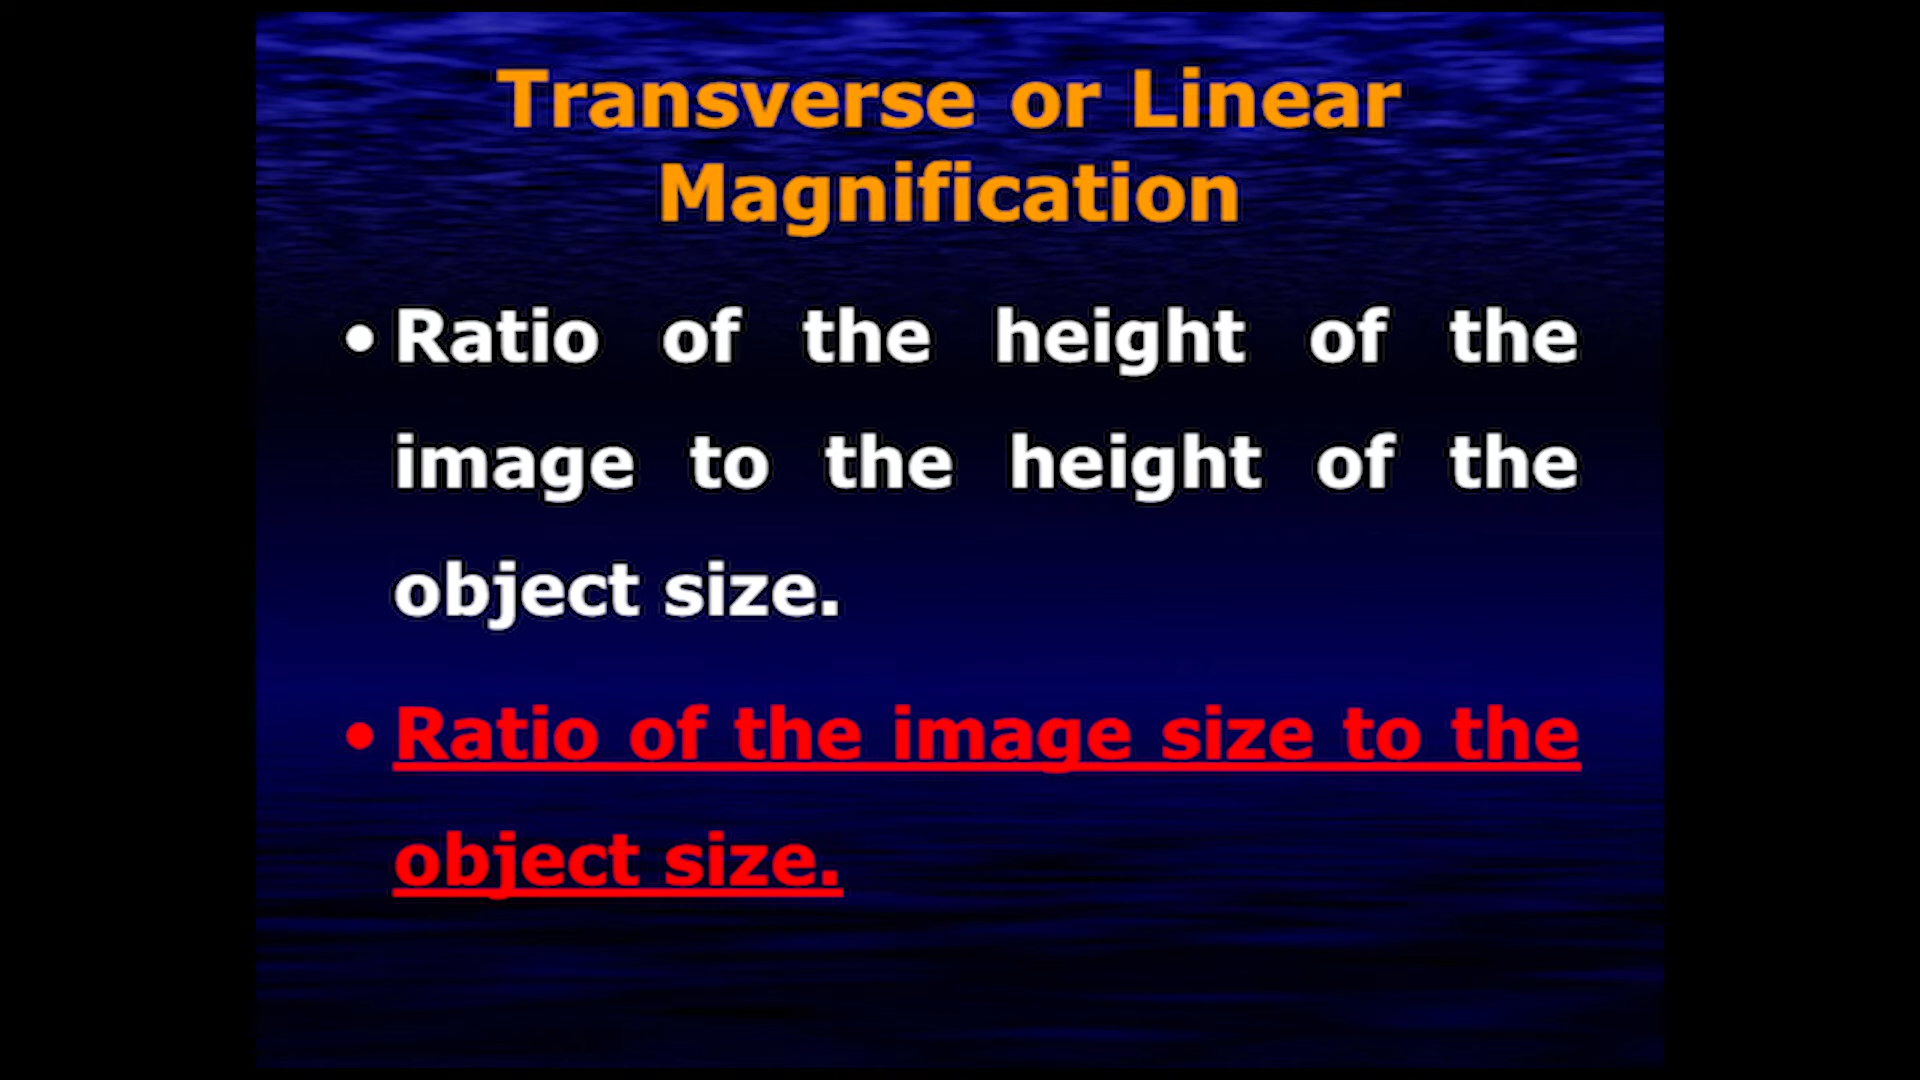 Transverse or Linear
Magnification
• Ratio of the height of the
image to the height of the
object size.
• Ratio of the image size to the
object size.